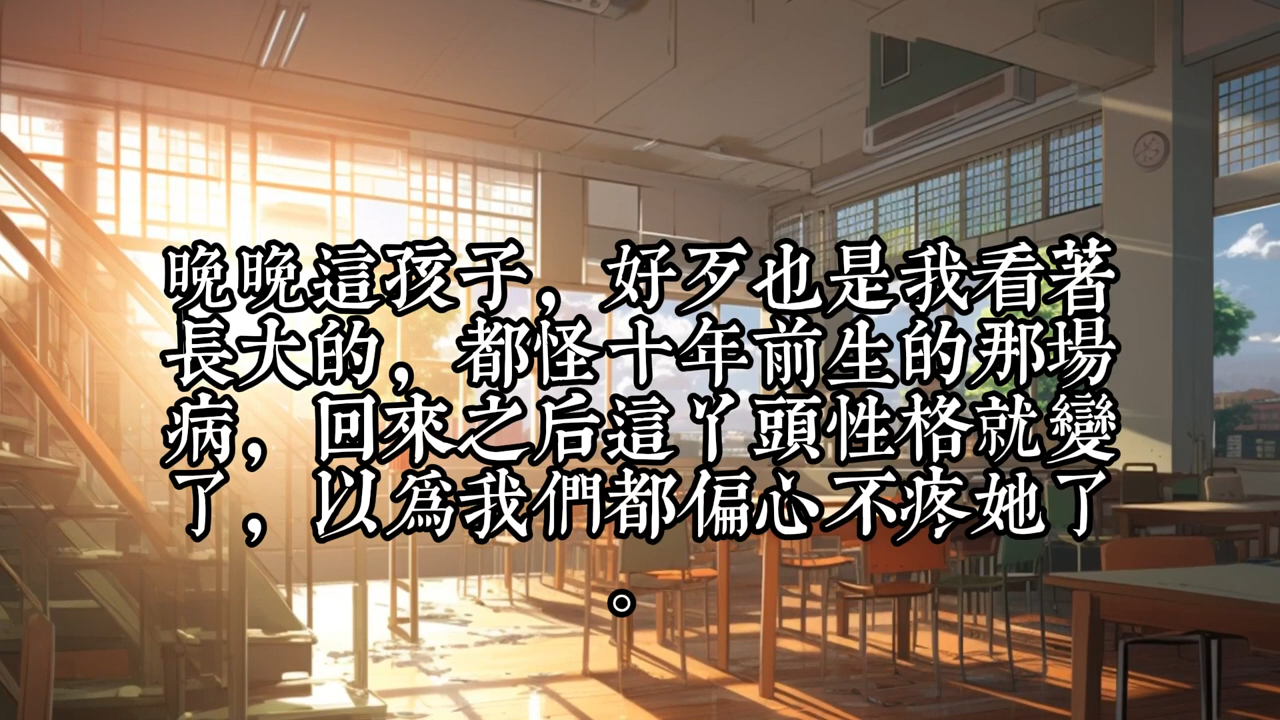 晚晚這孩子，好歹也是我看著
長大的，都怪十年前生的那場
病，回來之后這丫頭性格就變
了，以爲我們都偏心不疼她了
。